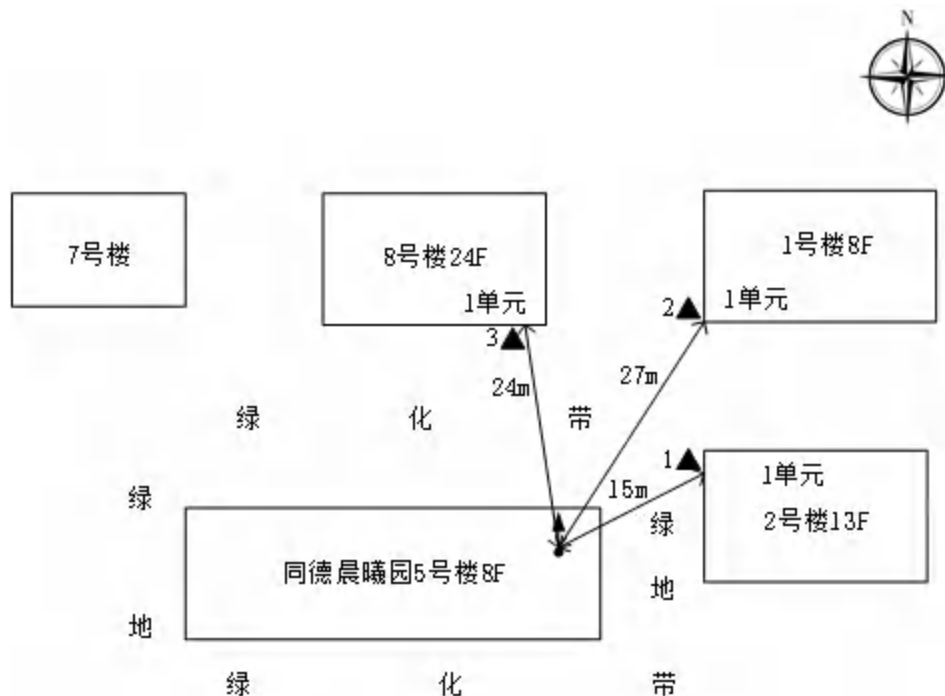 N
7号楼
8号楼24F
1单元
1号楼8F
1单元
2
3
24m
27m
绿 化 带
1
1单元
2号楼13F
15m
绿
地
绿
地
同德晨曦园5号楼8F
绿 化 带